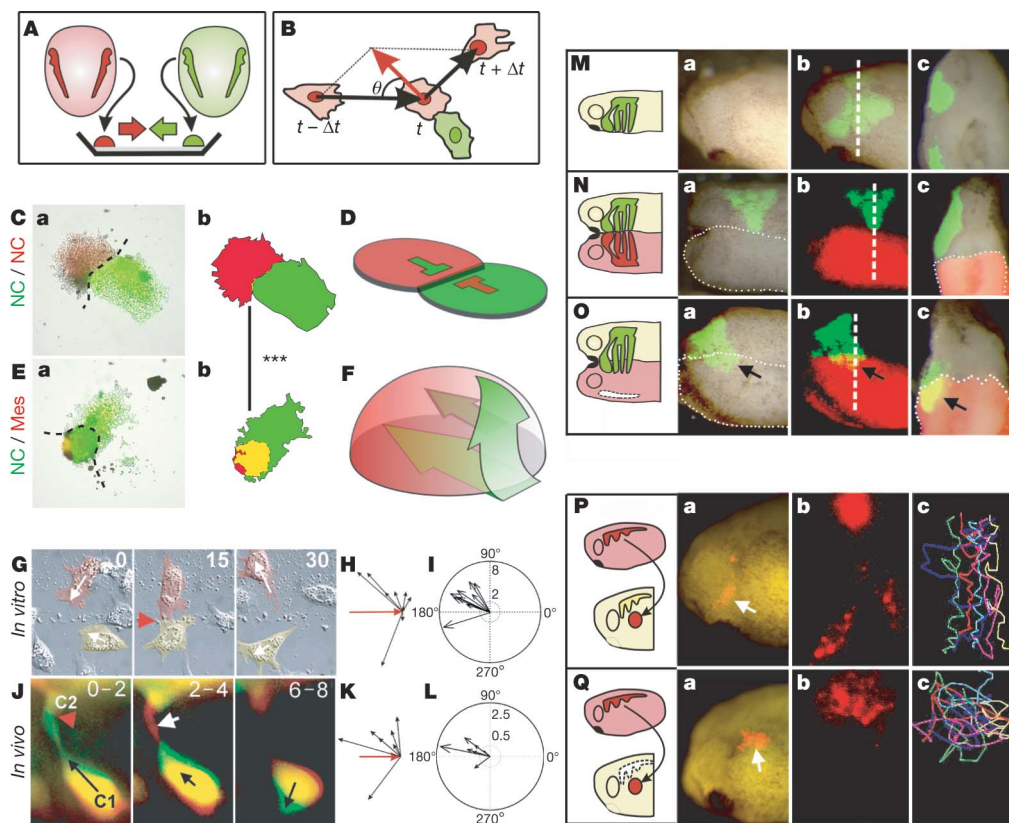 A
B
θ
t + Δt
t − Δt
t
C a b
NC / NC
D
***
E a b
NC / Mes
F
In vitro
G 0 15 30
H
I
90°
8
2
180°
0°
270°
In vivo
J 0–2 2–4 6–8
C2
C1
K
L
90°
2.5
0.5
180°
0°
270°
M a b c
N a b c
O a b c
P a b c
Q a b c